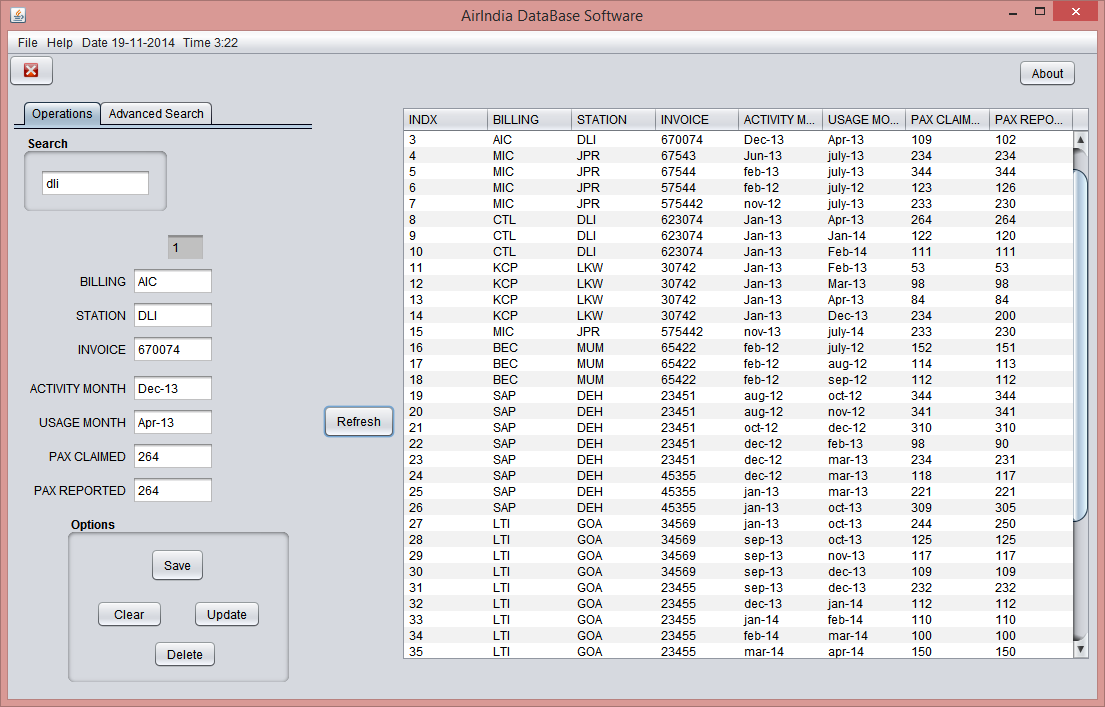 AirIndia DataBase Software
File Help Date 19-11-2014 Time 3:22
About
Operations Advanced Search
Search
dli
1
BILLING AIC
STATION DLI
INVOICE 670074
ACTIVITY MONTH Dec-13
USAGE MONTH Apr-13
PAX CLAIMED 264
PAX REPORTED 264
Options
Save
Clear Update
Delete
Refresh
INDX BILLING STATION INVOICE ACTIVITY M... USAGE MO... PAX CLAIM... PAX REPO...
3 AIC DLI 670074 Dec-13 Apr-13 109 102
4 MIC JPR 67543 Jun-13 july-13 234 234
5 MIC JPR 67544 feb-13 july-13 344 344
6 MIC JPR 57544 feb-12 july-12 123 126
7 MIC JPR 575442 nov-12 july-13 233 230
8 CTL DLI 623074 Jan-13 Apr-13 264 264
9 CTL DLI 623074 Jan-13 Jan-14 122 120
10 CTL DLI 623074 Jan-13 Feb-14 111 111
11 KCP LKW 30742 Jan-13 Feb-13 53 53
12 KCP LKW 30742 Jan-13 Mar-13 98 98
13 KCP LKW 30742 Jan-13 Apr-13 84 84
14 KCP LKW 30742 Jan-13 Dec-13 234 200
15 MIC JPR 575442 nov-13 july-14 233 230
16 BEC MUM 65422 feb-12 july-12 152 151
17 BEC MUM 65422 feb-12 aug-12 114 113
18 BEC MUM 65422 feb-12 sep-12 112 112
19 SAP DEH 23451 aug-12 oct-12 344 344
20 SAP DEH 23451 aug-12 nov-12 341 341
21 SAP DEH 23451 oct-12 dec-12 310 310
22 SAP DEH 23451 dec-12 feb-13 98 90
23 SAP DEH 23451 dec-12 mar-13 234 231
24 SAP DEH 45355 dec-12 mar-13 118 117
25 SAP DEH 45355 jan-13 mar-13 221 221
26 SAP DEH 45355 jan-13 oct-13 309 305
27 LTI GOA 34569 jan-13 oct-13 244 250
28 LTI GOA 34569 sep-13 oct-13 125 125
29 LTI GOA 34569 sep-13 nov-13 117 117
30 LTI GOA 34569 sep-13 dec-13 109 109
31 LTI GOA 23455 sep-13 dec-13 232 232
32 LTI GOA 23455 dec-13 jan-14 112 112
33 LTI GOA 23455 jan-14 feb-14 110 110
34 LTI GOA 23455 feb-14 mar-14 100 100
35 LTI GOA 23455 mar-14 apr-14 150 150